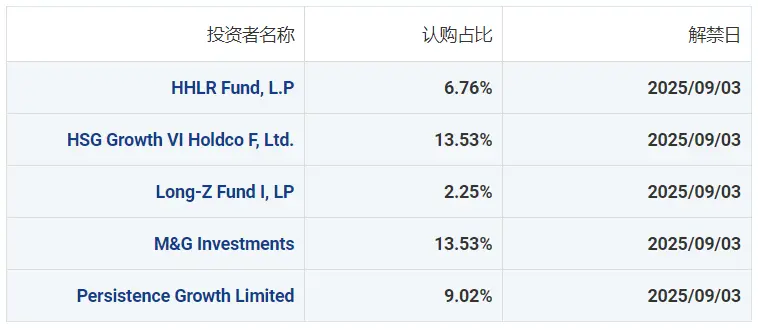 投资者名称 认购占比 解禁日
HHLR Fund, L.P 6.76% 2025/09/03
HSG Growth VI Holdco F, Ltd. 13.53% 2025/09/03
Long-Z Fund I, LP 2.25% 2025/09/03
M&G Investments 13.53% 2025/09/03
Persistence Growth Limited 9.02% 2025/09/03